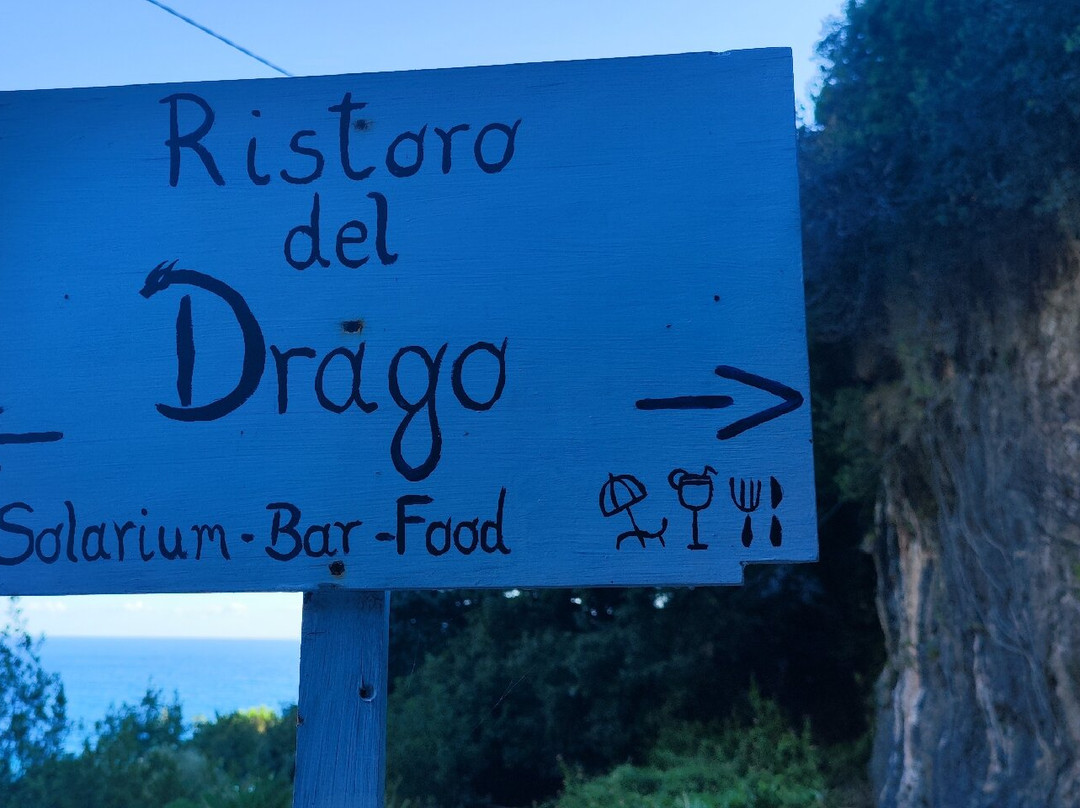 Ristoro
del
Drago
Solarium - Bar - Food